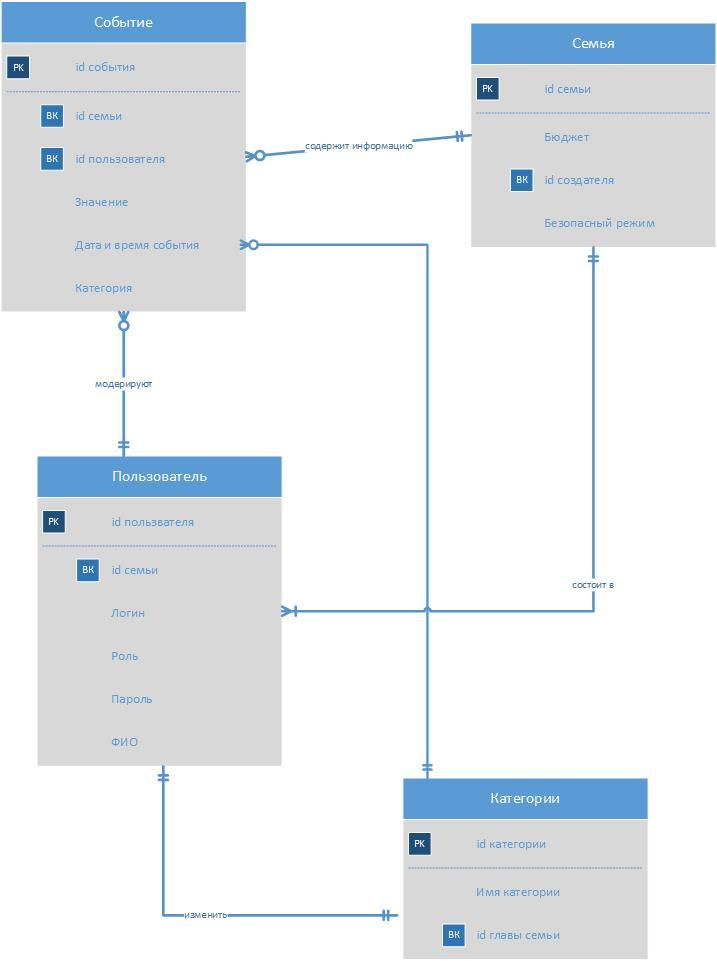 Событие
PK id события
ВК id семьи
ВК id пользователя
Значение
Дата и время события
Категория
Семья
PK id семьи
Бюджет
ВК id создателя
Безопасный режим
содержит информацию
модерируют
Пользователь
PK id пользвателя
ВК id семьи
Логин
Роль
Пароль
ФИО
состоит в
Категории
PK id категории
Имя категории
ВК id главы семьи
изменить